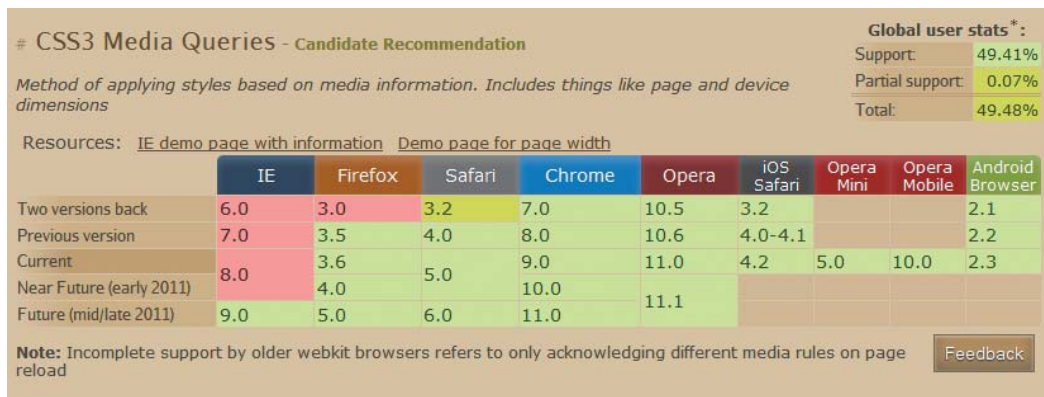 # CSS3 Media Queries - Candidate Recommendation
Global user stats*:
Support: 49.41%
Partial support: 0.07%
Total: 49.48%
Method of applying styles based on media information. Includes things like page and device
dimensions
Resources: IE demo page with information Demo page for page width
IE Firefox Safari Chrome Opera iOS Safari Opera Mini Opera Mobile Android Browser
Two versions back 6.0 3.0 3.2 7.0 10.5 3.2 2.1
Previous version 7.0 3.5 4.0 8.0 10.6 4.0-4.1 2.2
Current 8.0 3.6 5.0 9.0 11.0 4.2 5.0 10.0 2.3
Near Future (early 2011) 4.0 10.0 11.1
Future (mid/late 2011) 9.0 5.0 6.0 11.0
Note: Incomplete support by older webkit browsers refers to only acknowledging different media rules on page
reload
Feedback